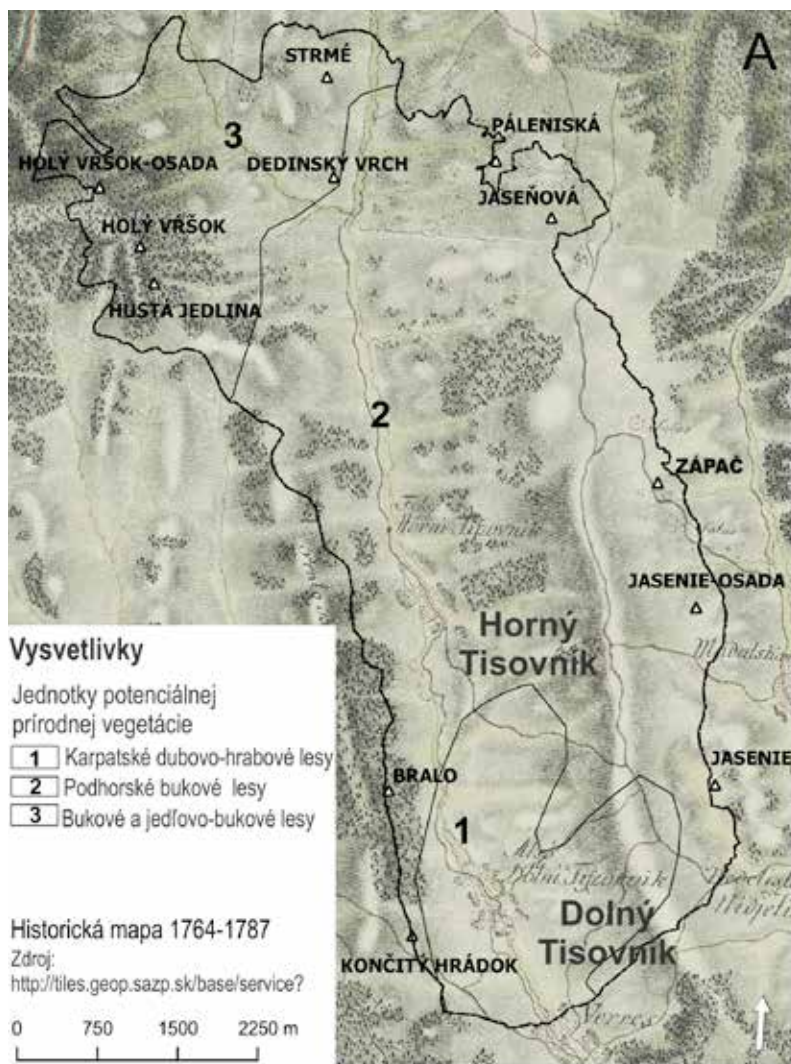 A
STRMÉ
PÁLENISKÁ
3
HOLÝ VRŠOK-OSADA
DEDINSKÝ VRCH
JASEŇOVÁ
HOLÝ VŔŠOK
HUSTÁ JEDLINA
2
ZÁPAČ
JASENIE-OSADA
Horný
Tisovník
JASENIE
BRALO
1
Dolný
Tisovník
KONČITÝ HRÁDOK
Vysvetlivky
Jednotky potenciálnej
prírodnej vegetácie
1 Karpatské dubovo-hrabové lesy
2 Podhorské bukové lesy
3 Bukové a jedľovo-bukové lesy
Historická mapa 1764-1787
Zdroj:
http://tiles.geop.sazp.sk/base/service?
0 750 1500 2250 m